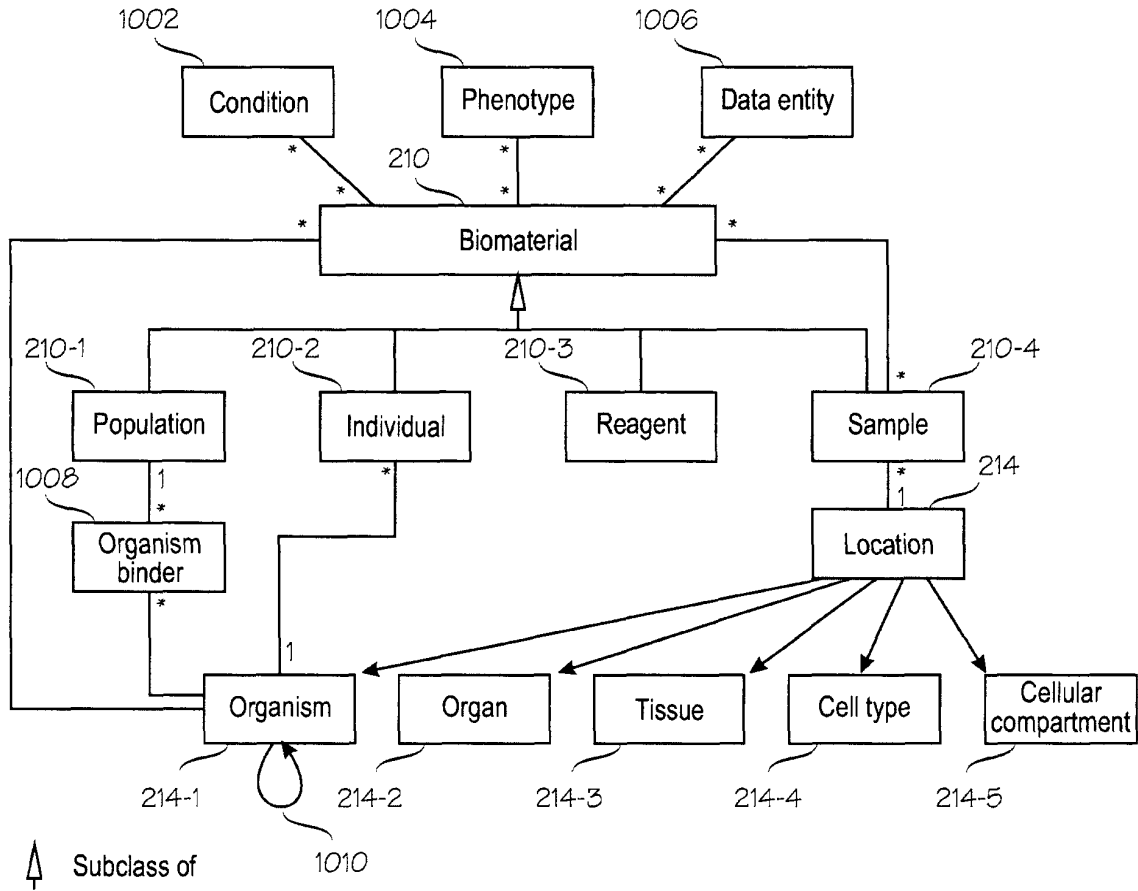 1002
1004
1006
Condition
Phenotype
Data entity
* * *
210
* * *
* *
Biomaterial
210-1
210-2
210-3
210-4
*
Population
Individual
Reagent
Sample
1008
1
*
*
214
*
1
Organism
binder
Location
*
1
Organism
Organ
Tissue
Cell type
Cellular
compartment
214-1
214-2
214-3
214-4
214-5
1010
Subclass of